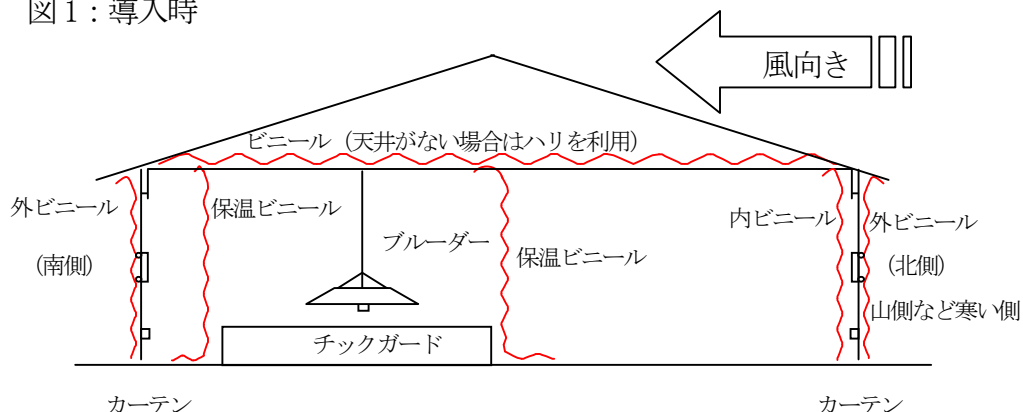 図1：導入時
風向き
ビニール（天井がない場合はハリを利用）
外ビニール
保温ビニール
内ビニール
外ビニール
ブルーダー
保温ビニール
(南側)
(北側)
山側など寒い側
チックガード
カーテン
カーテン